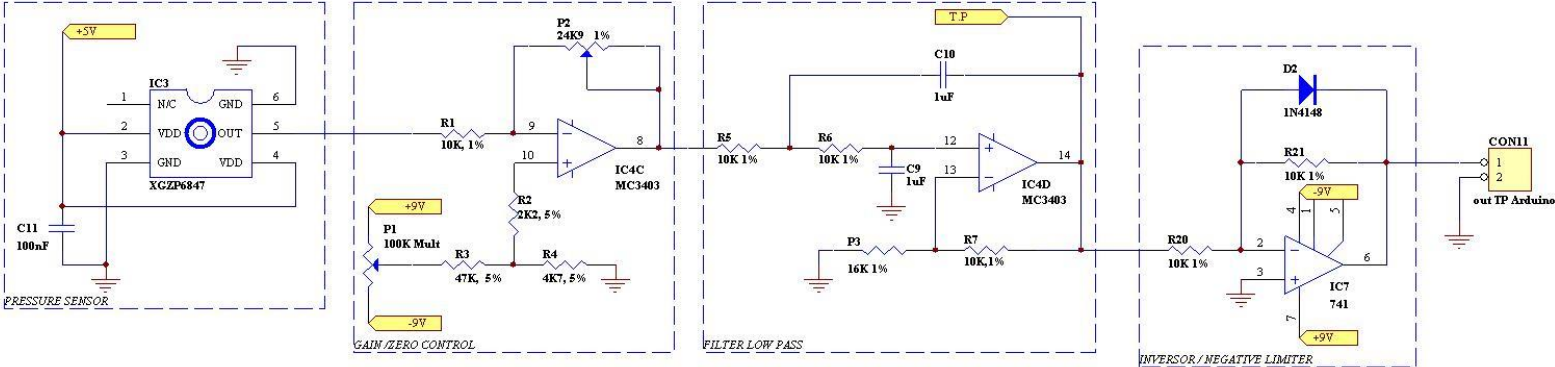 +5V
IC3
1 N/C GND 6
2 VDD OUT 5
3 GND VDD 4
XGZP6847
C11
100nF
PRESSURE SENSOR
P2
24K9 1%
R1
10K, 1%
9
10
8
IC4C
MC3403
R2
2K2, 5%
+9V
P1
100K Mult
R3
47K, 5%
R4
4K7, 5%
-9V
GAIN /ZERO CONTROL
T.P
C10
1uF
R5
10K 1%
R6
10K 1%
C9
1uF
12
13
14
IC4D
MC3403
P3
16K 1%
R7
10K,1%
FILTER LOW PASS
D2
1N4148
R21
10K 1%
-9V
4
1
5
R20
10K 1%
2
3
6
IC7
741
7
+9V
INVERSOR / NEGATIVE LIMITER
CON11
1
2
out TP Arduino